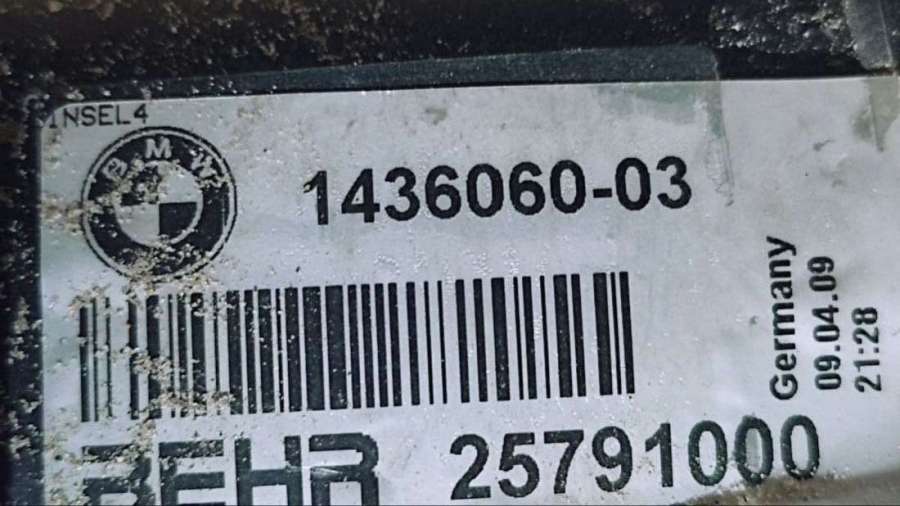 INSEL4
BMW
1436060-03
Germany
09.04.09
21:28
BEHR
25791000